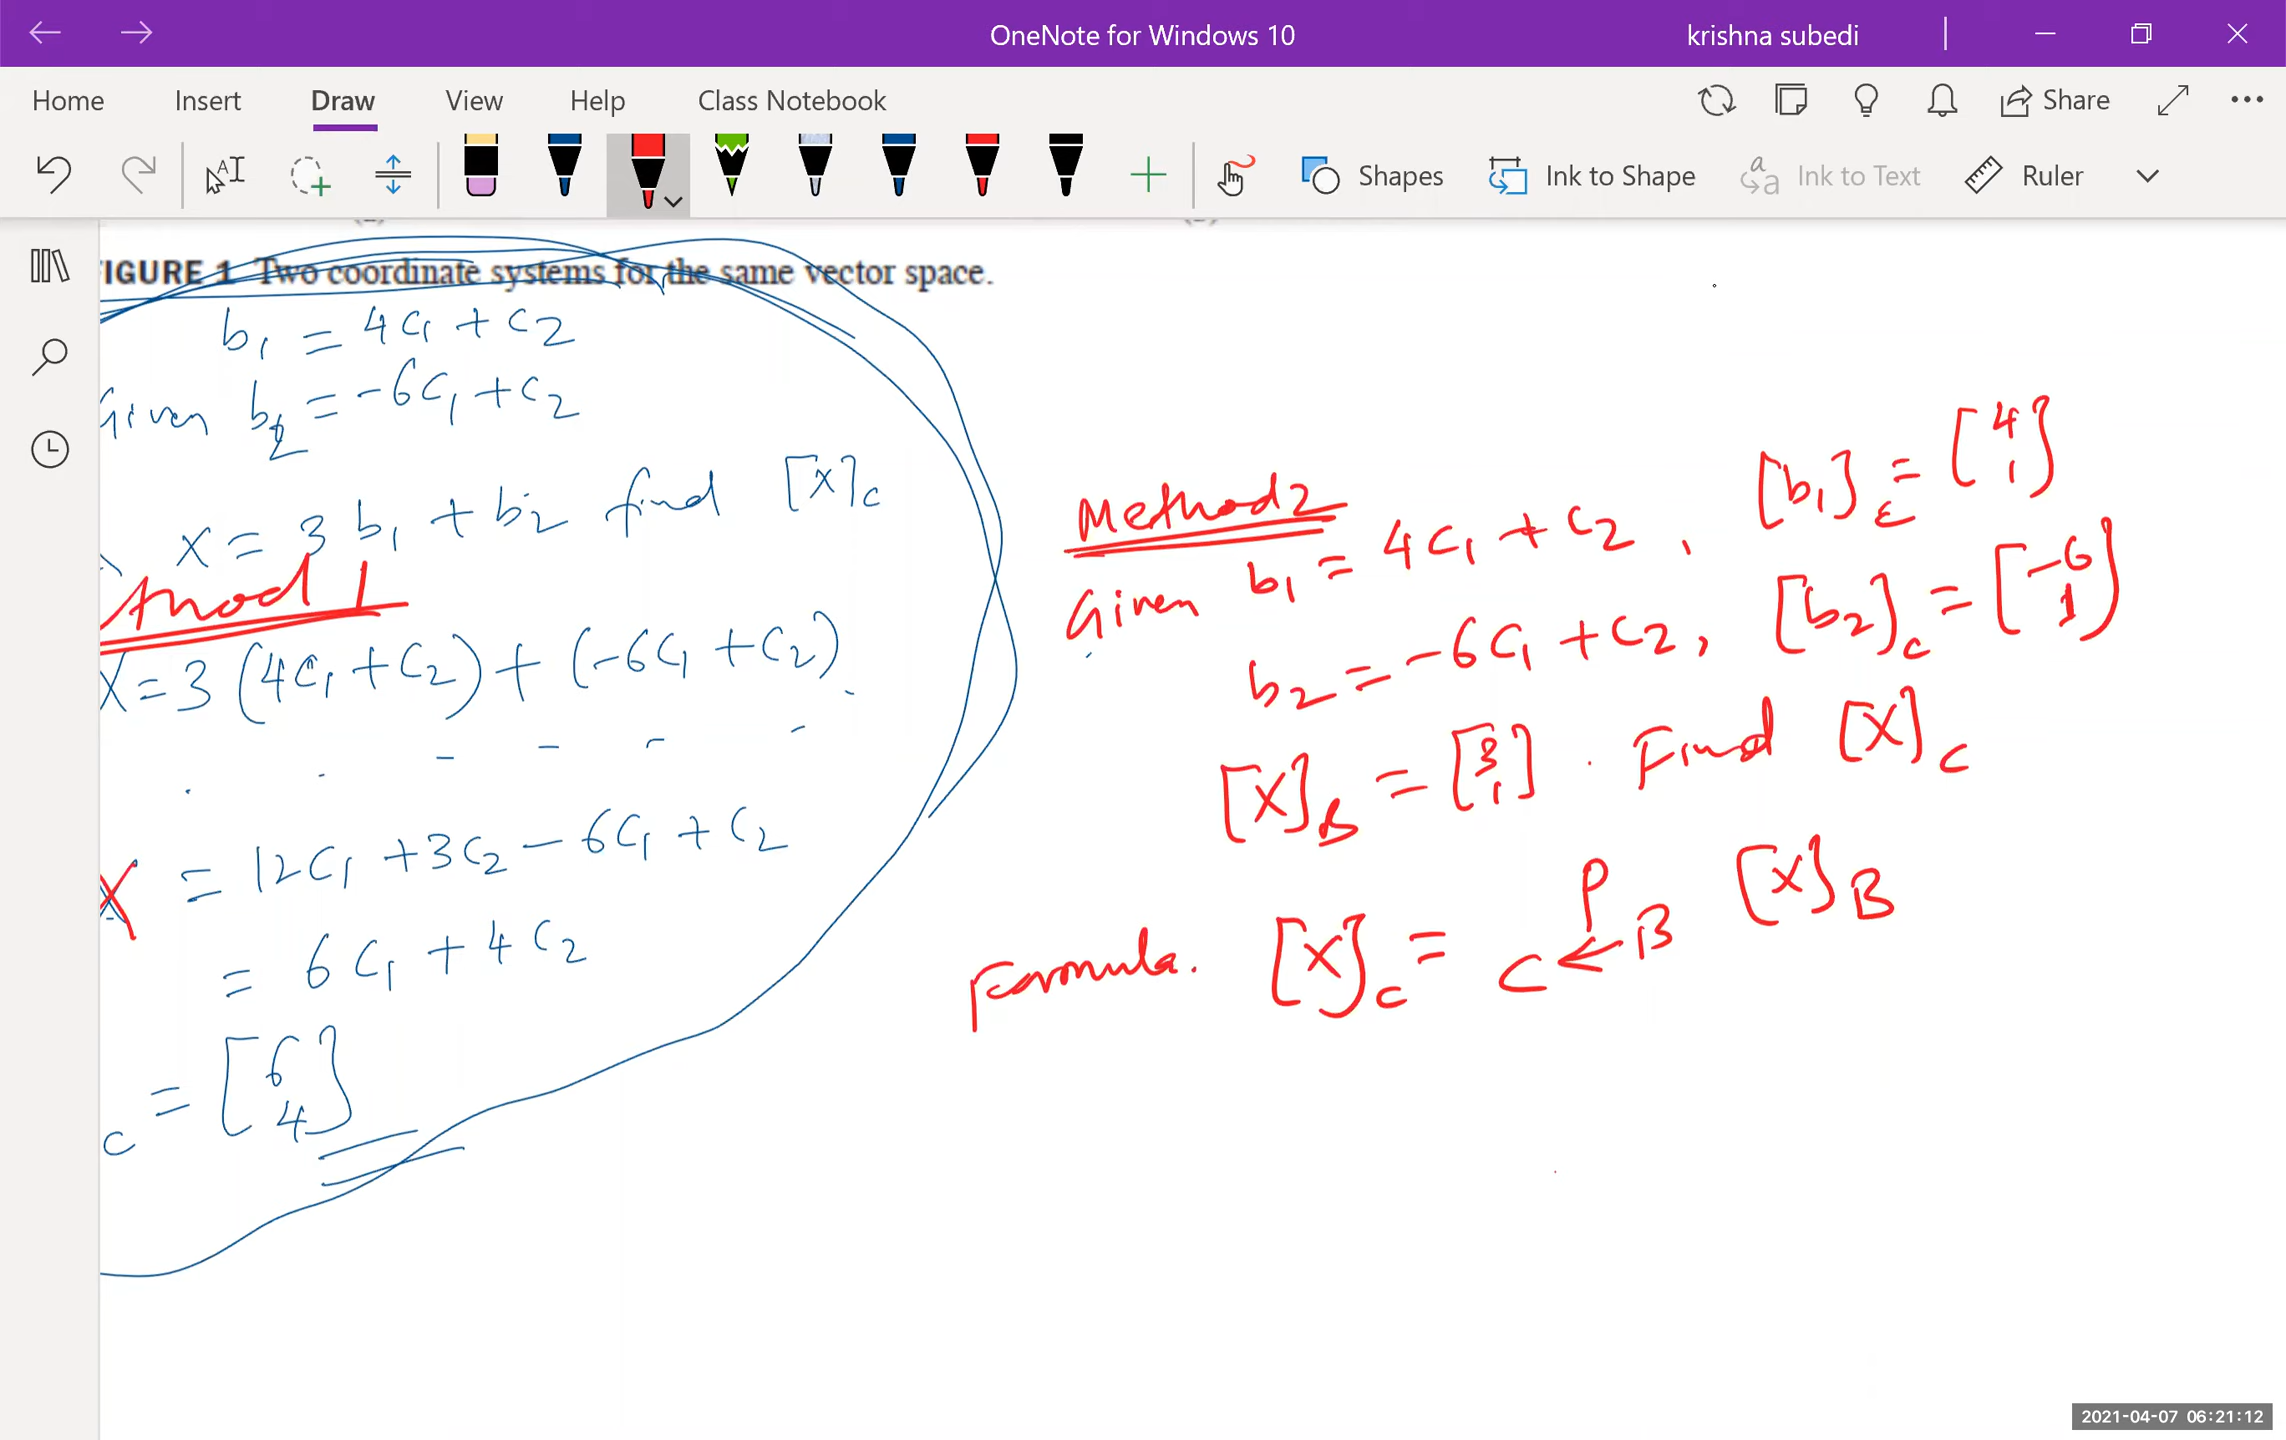 OneNote for Windows 10
krishna subedi
Home Insert Draw View Help Class Notebook
Share
Shapes Ink to Shape Ink to Text Ruler
IGURE 1 Two coordinate systems for the same vector space.
b₁ = 4c₁ + c₂
Given b₂ = -6c₁ + c₂
x = 3b₁ + b₂ find [x]c
thod 1
X = 3(4c₁ + c₂) + (-6c₁ + c₂).
X = 12c₁ + 3c₂ - 6c₁ + c₂
= 6c₁ + 4c₂
c = [6 4]
Method 2
Given b₁ = 4c₁ + c₂, [b₁]c = [4 1]
b₂ = -6c₁ + c₂, [b₂]c = [-6 1]
[X]B = [3 1]. Find [X]c
Formula. [X]c = P C←B [X]B
2021-04-07 06:21:12